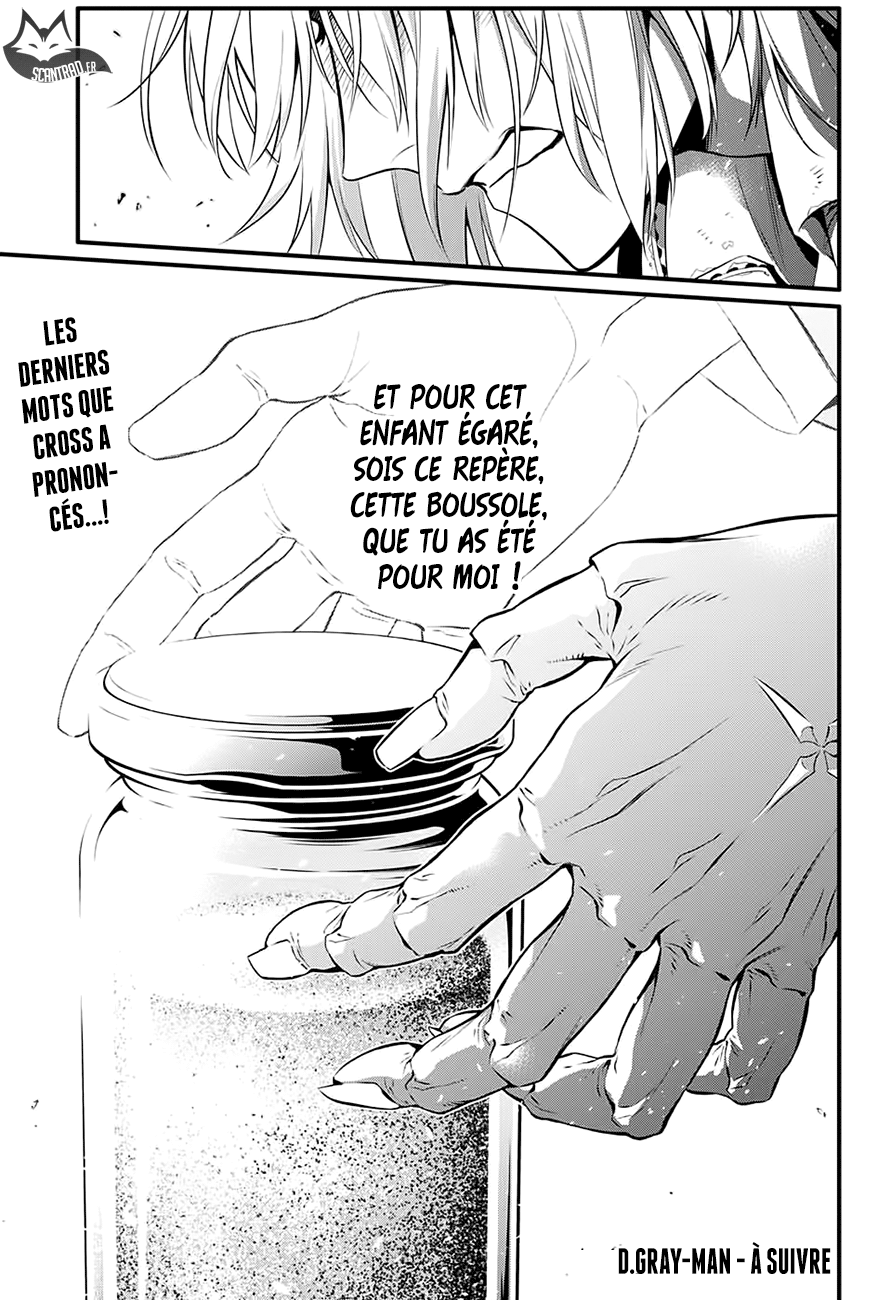 SCANTRAD.FR
LES
DERNIERS
MOTS QUE
CROSS A
PRONON-
CÉS...!
ET POUR CET
ENFANT ÉGARÉ,
SOIS CE REPÈRE,
CETTE BOUSSOLE,
QUE TU AS ÉTÉ
POUR MOI !
D.GRAY-MAN - À SUIVRE